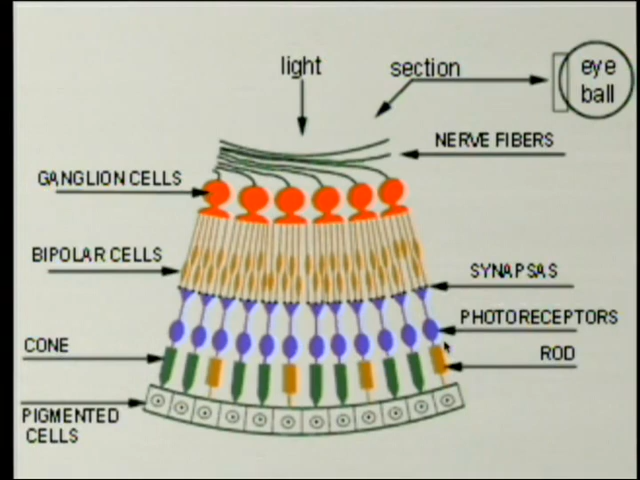 light
section
eye
ball
NERVE FIBERS
GANGLION CELLS
BIPOLAR CELLS
SYNAPSAS
PHOTORECEPTORS
CONE
ROD
PIGMENTED
CELLS